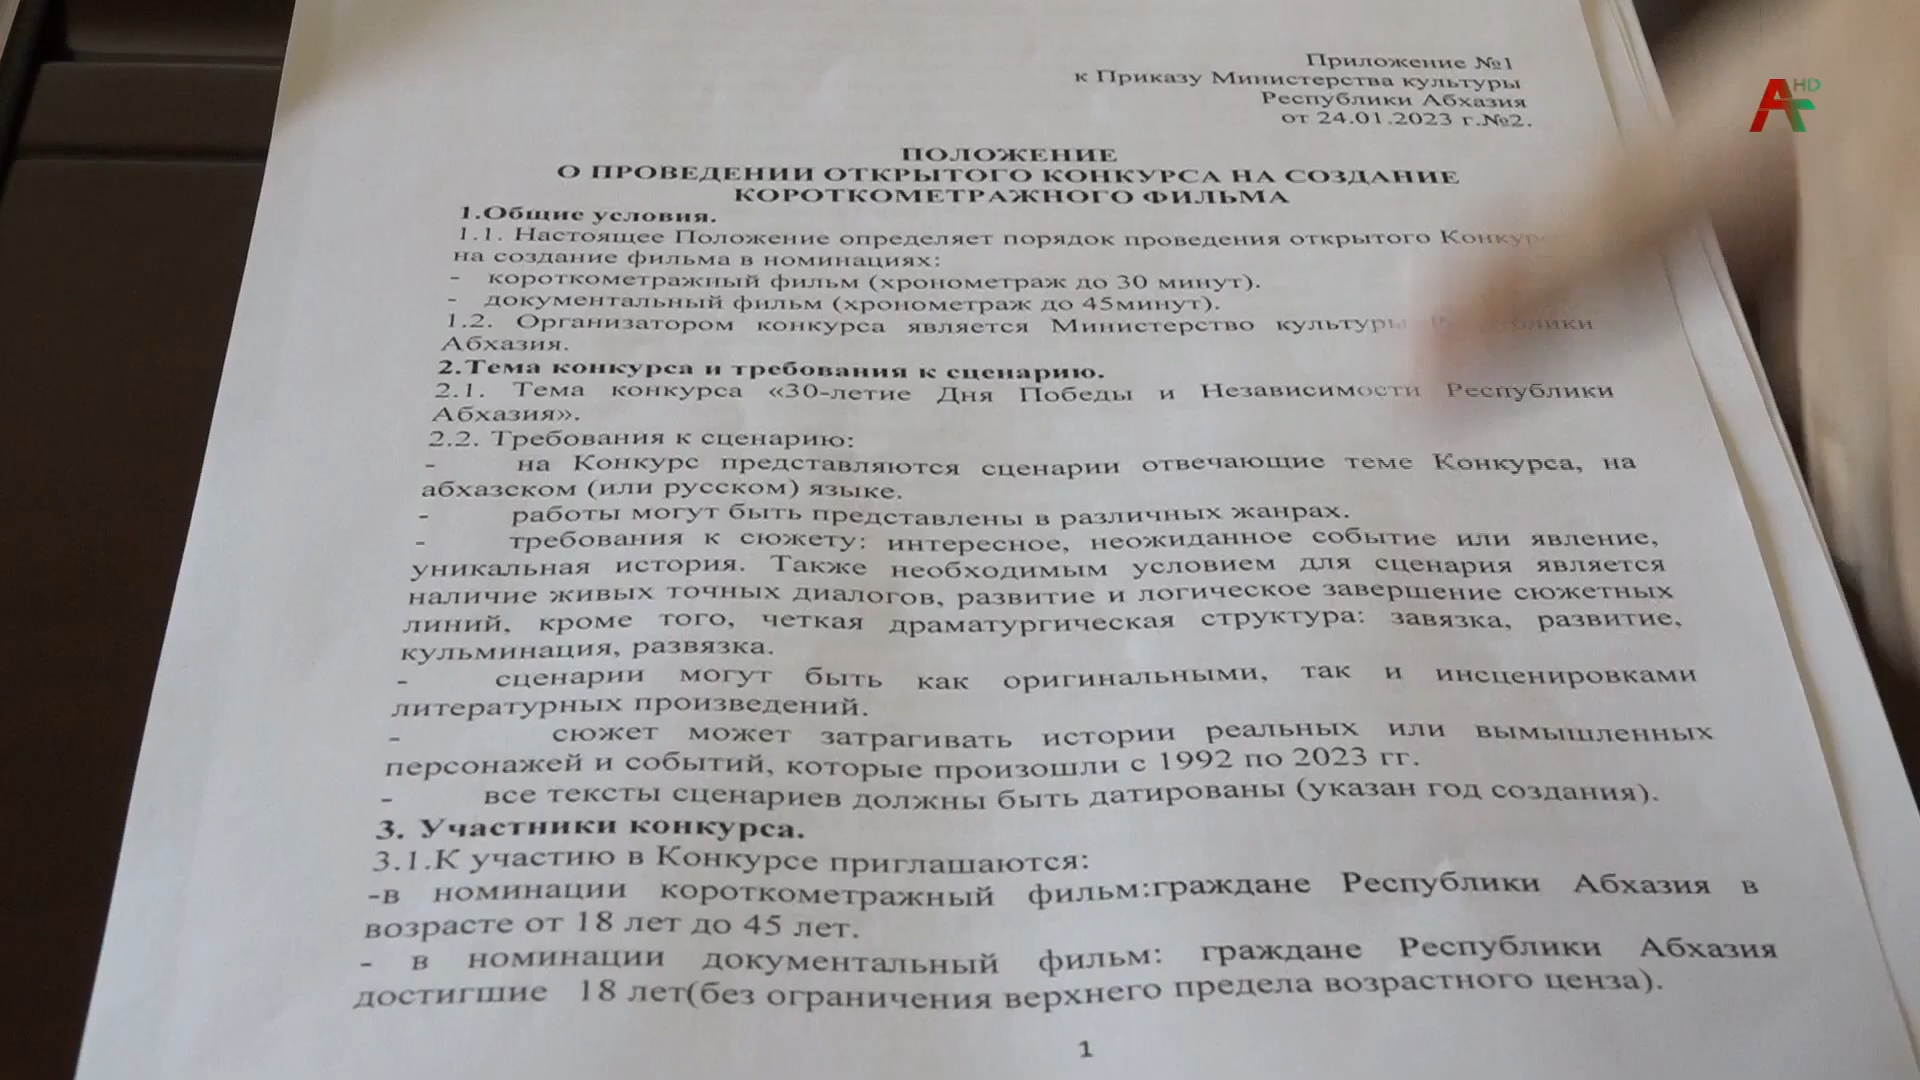 Приложение №1
к Приказу Министерства культуры
Республики Абхазия
от 24.01.2023 г.№2.
АТ HD
ПОЛОЖЕНИЕ
О ПРОВЕДЕНИИ ОТКРЫТОГО КОНКУРСА НА СОЗДАНИЕ
КОРОТКОМЕТРАЖНОГО ФИЛЬМА
1.Общие условия.
1.1. Настоящее Положение определяет порядок проведения открытого
на создание фильма в номинациях:
- короткометражный фильм (хронометраж до 30 минут).
- документальный фильм (хронометраж до 45минут).
1.2. Организатором конкурса является Министерство культуры Республики
Абхазия.
2.Тема конкурса и требования к сценарию.
2.1. Тема конкурса «30-летие Дня Победы и Независимости Республики
Абхазия».
2.2. Требования к сценарию:
- на Конкурс представляются сценарии отвечающие теме Конкурса, на
абхазском (или русском) языке.
- работы могут быть представлены в различных жанрах.
- требования к сюжету: интересное, неожиданное событие или явление,
уникальная история. Также необходимым условием для сценария является
наличие живых точных диалогов, развитие и логическое завершение сюжетных
линий, кроме того, четкая драматургическая структура: завязка, развитие,
кульминация, развязка.
- сценарии могут быть как оригинальными, так и инсценировками
литературных произведений.
- сюжет может затрагивать истории реальных или вымышленных
персонажей и событий, которые произошли с 1992 по 2023 гг.
- все тексты сценариев должны быть датированы (указан год создания).
3. Участники конкурса.
3.1.К участию в Конкурсе приглашаются:
-в номинации короткометражный фильм:граждане Республики Абхазия в
возрасте от 18 лет до 45 лет.
- в номинации документальный фильм: граждане Республики Абхазия
достигшие 18 лет(без ограничения верхнего предела возрастного ценза).
1